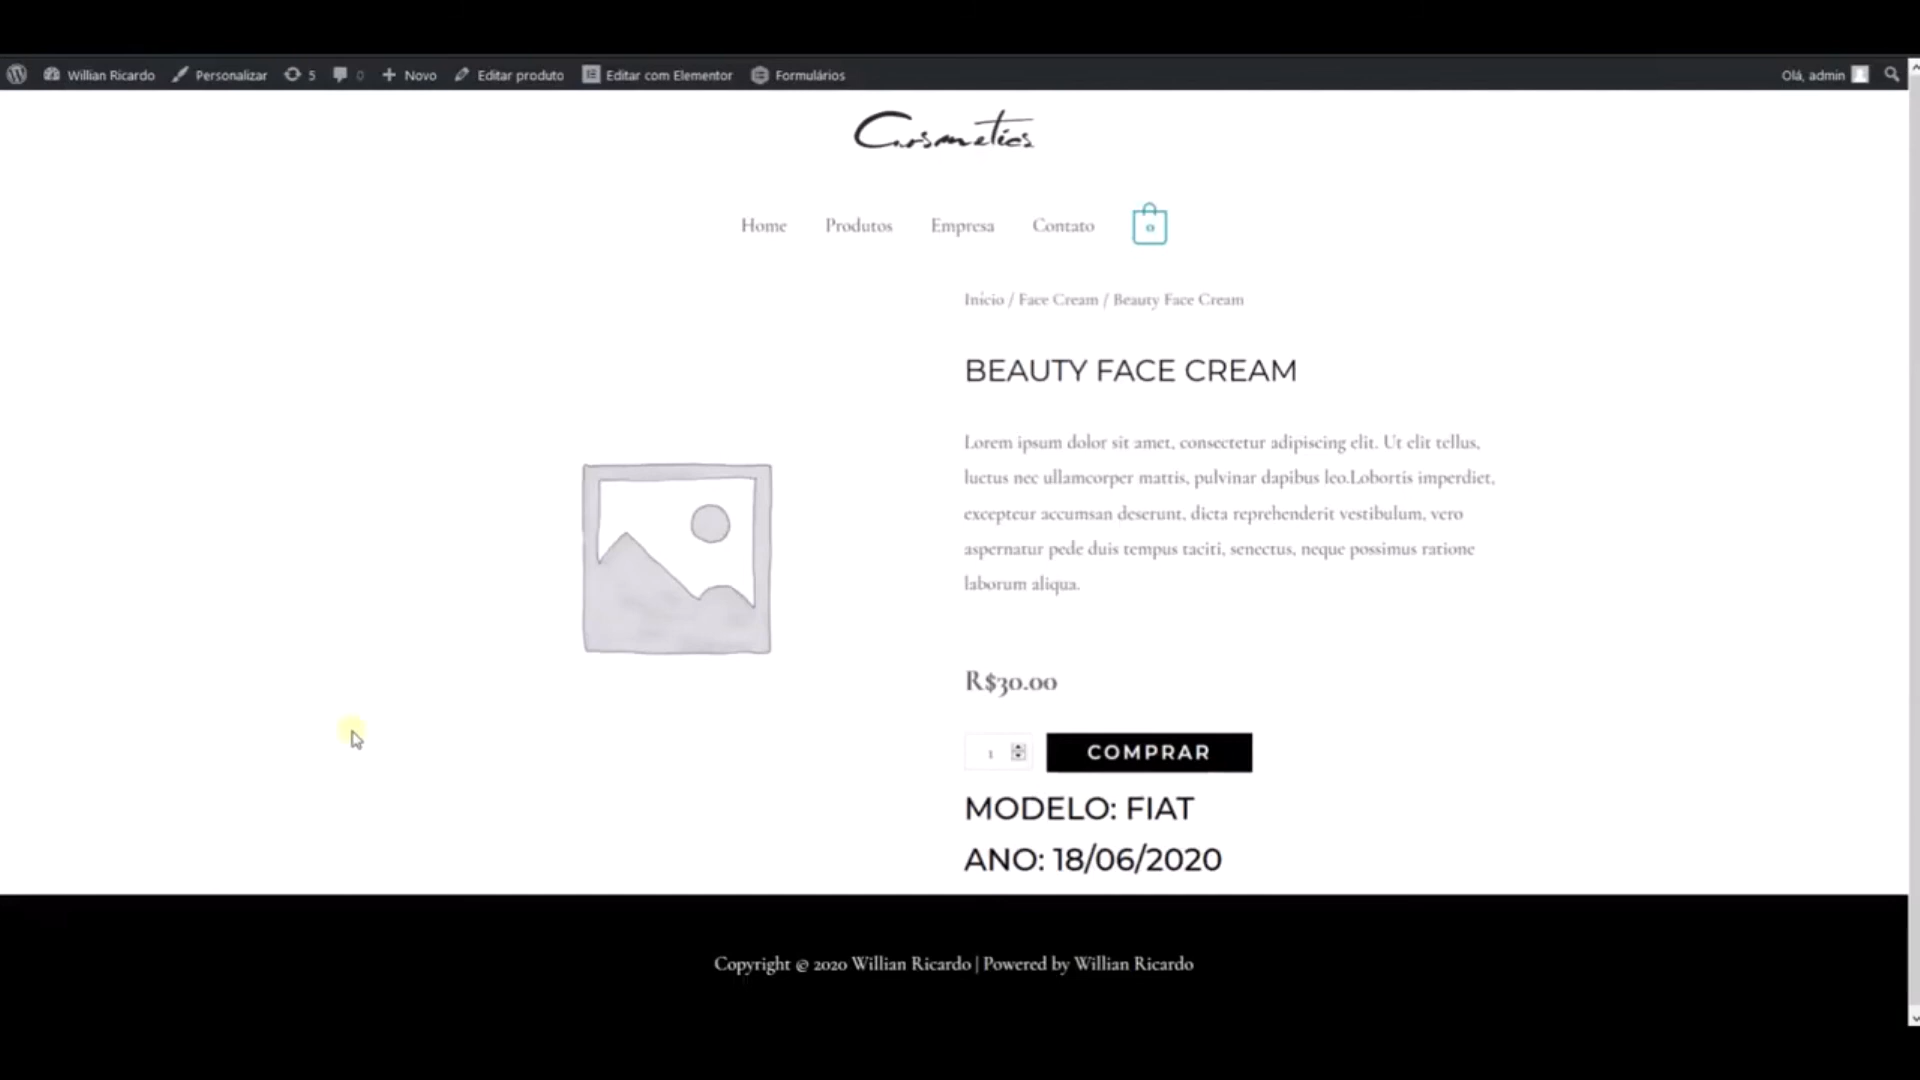 Willian Ricardo Personalizar 5 0 Novo Editar produto Editar com Elementor Formulários Olá, admin
Cosmetics
Home Produtos Empresa Contato 0
Início / Face Cream / Beauty Face Cream
BEAUTY FACE CREAM
Lorem ipsum dolor sit amet, consectetur adipiscing elit. Ut elit tellus,
luctus nec ullamcorper mattis, pulvinar dapibus leo.Lobortis imperdiet,
excepteur accumsan deserunt, dicta reprehenderit vestibulum, vero
aspernatur pede duis tempus taciti, senectus, neque possimus ratione
laborum aliqua.
R$30.00
1 COMPRAR
MODELO: FIAT
ANO: 18/06/2020
Copyright © 2020 Willian Ricardo | Powered by Willian Ricardo